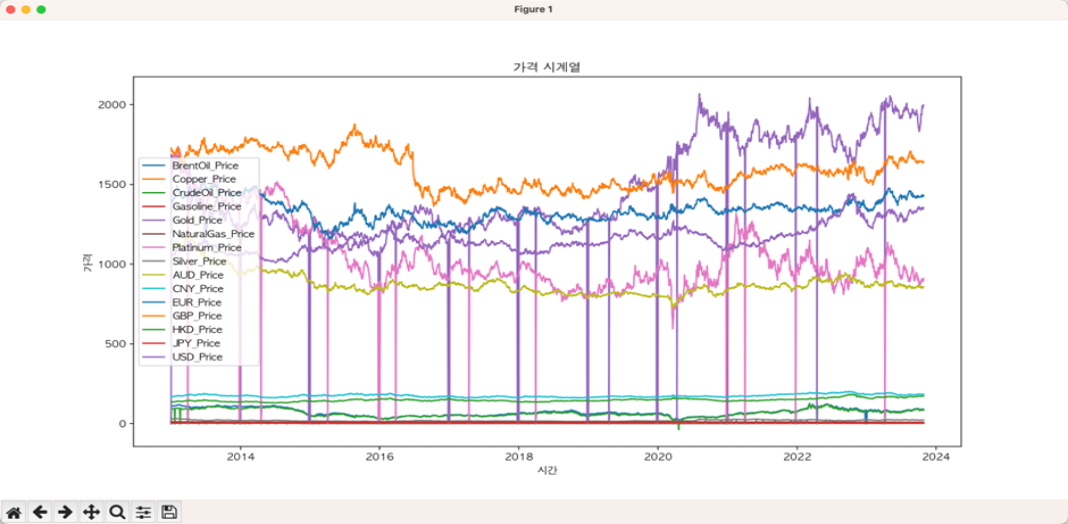 Figure 1
가격 시계열
2000
1500
1000
500
0
가격
BrentOil_Price
Copper_Price
CrudeOil_Price
Gasoline_Price
Gold_Price
NaturalGas_Price
Platinum_Price
Silver_Price
AUD_Price
CNY_Price
EUR_Price
GBP_Price
HKD_Price
JPY_Price
USD_Price
2014
2016
2018
2020
2022
2024
시간